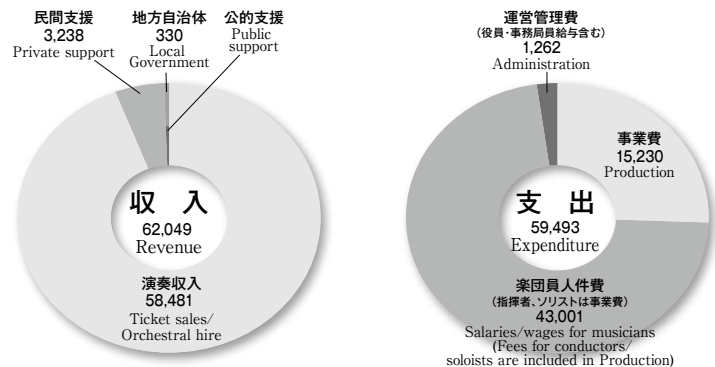 民間支援
3,238
Private support
地方自治体
330
Local
Government
公的支援
Public
support
収 入
62,049
Revenue
演奏収入
58,481
Ticket sales/
Orchestral hire
運営管理費
(役員・事務局員給与含む)
1,262
Administration
事業費
15,230
Production
支 出
59,493
Expenditure
楽団員人件費
(指揮者、ソリストは事業費)
43,001
Salaries/wages for musicians
(Fees for conductors/
soloists are included in Production)